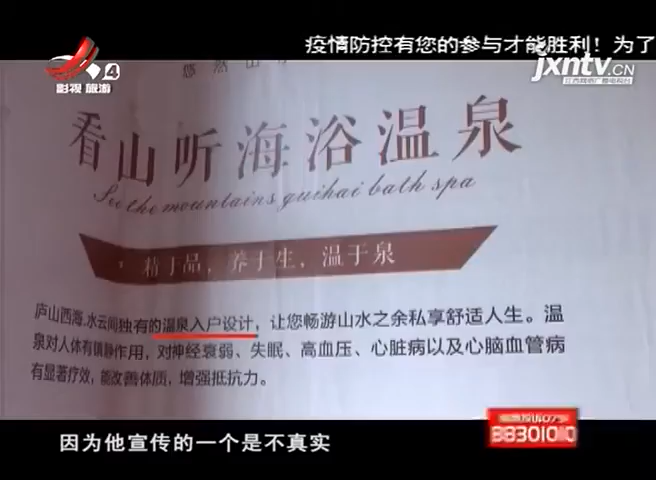 疫情防控有您的参与才能胜利！为了
4
影视 旅游
jxntv.CN
悠然山
看山听海浴温泉
See the mountains guihai bath spa
精于品，养于生，温于泉
庐山西海.水云间独有的温泉入户设计，让您畅游山水之余私享舒适人生。温
泉对人体有镇静作用，对神经衰弱、失眠、高血压、心脏病以及心脑血管病
有显著疗效，能改善体质，增强抵抗力。
因为他宣传的一个是不真实